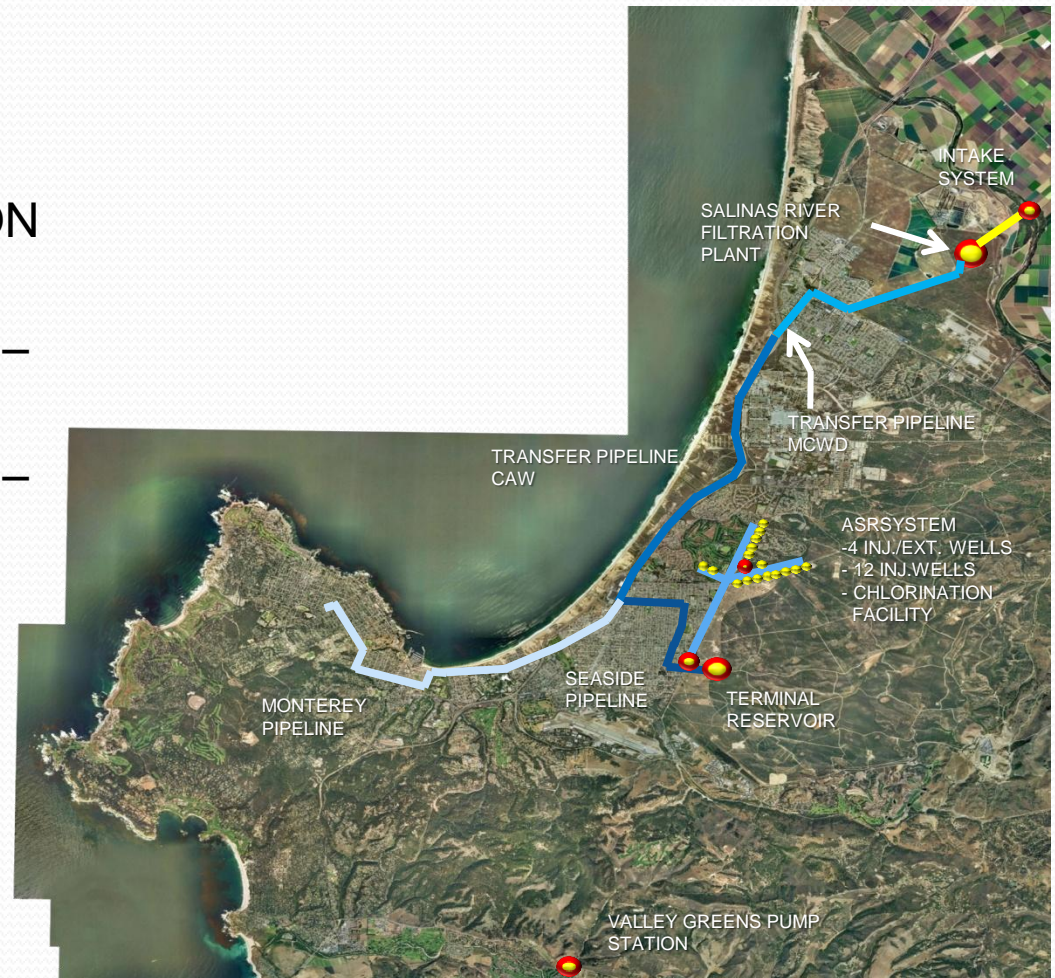 ON
–
–
INTAKE
SYSTEM
SALINAS RIVER
FILTRATION
PLANT
TRANSFER PIPELINE
MCWD
TRANSFER PIPELINE
CAW
ASRSYSTEM
-4 INJ./EXT. WELLS
- 12 INJ.WELLS
- CHLORINATION
FACILITY
SEASIDE
PIPELINE
TERMINAL
RESERVOIR
MONTEREY
PIPELINE
VALLEY GREENS PUMP
STATION